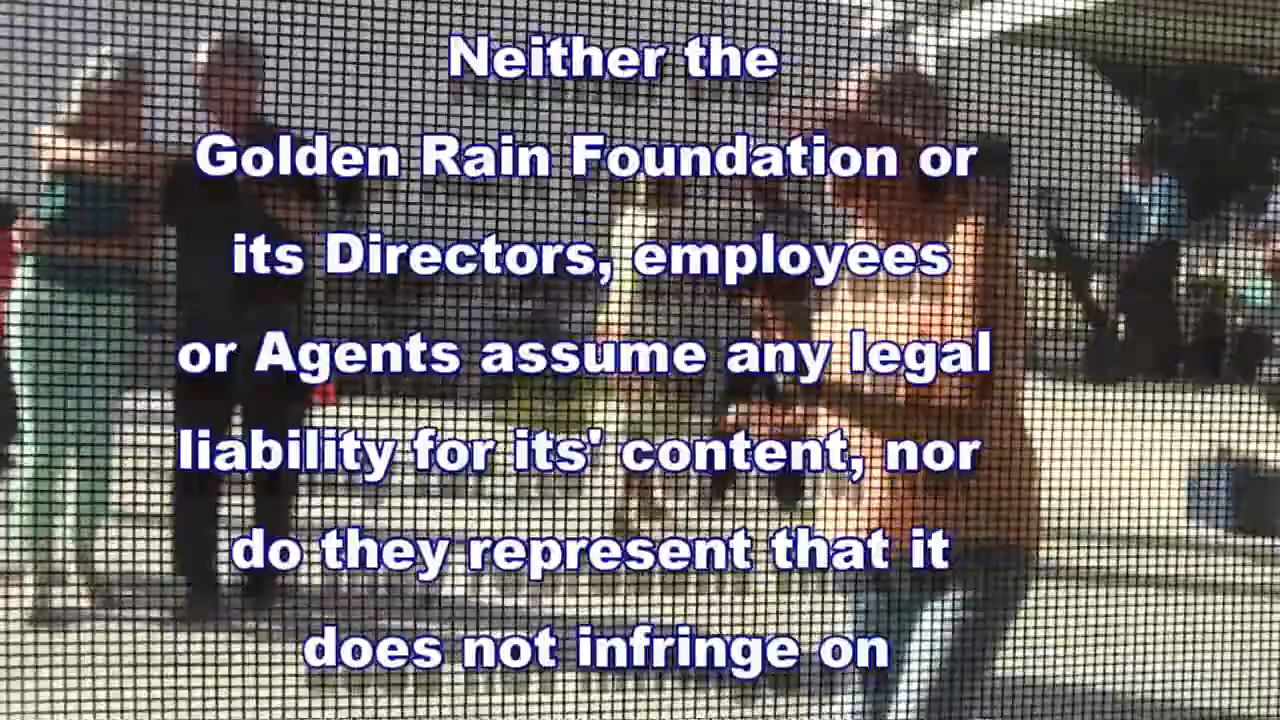 Neither the
Golden Rain Foundation or
its Directors, employees
or Agents assume any legal
liability for its' content, nor
do they represent that it
does not infringe on